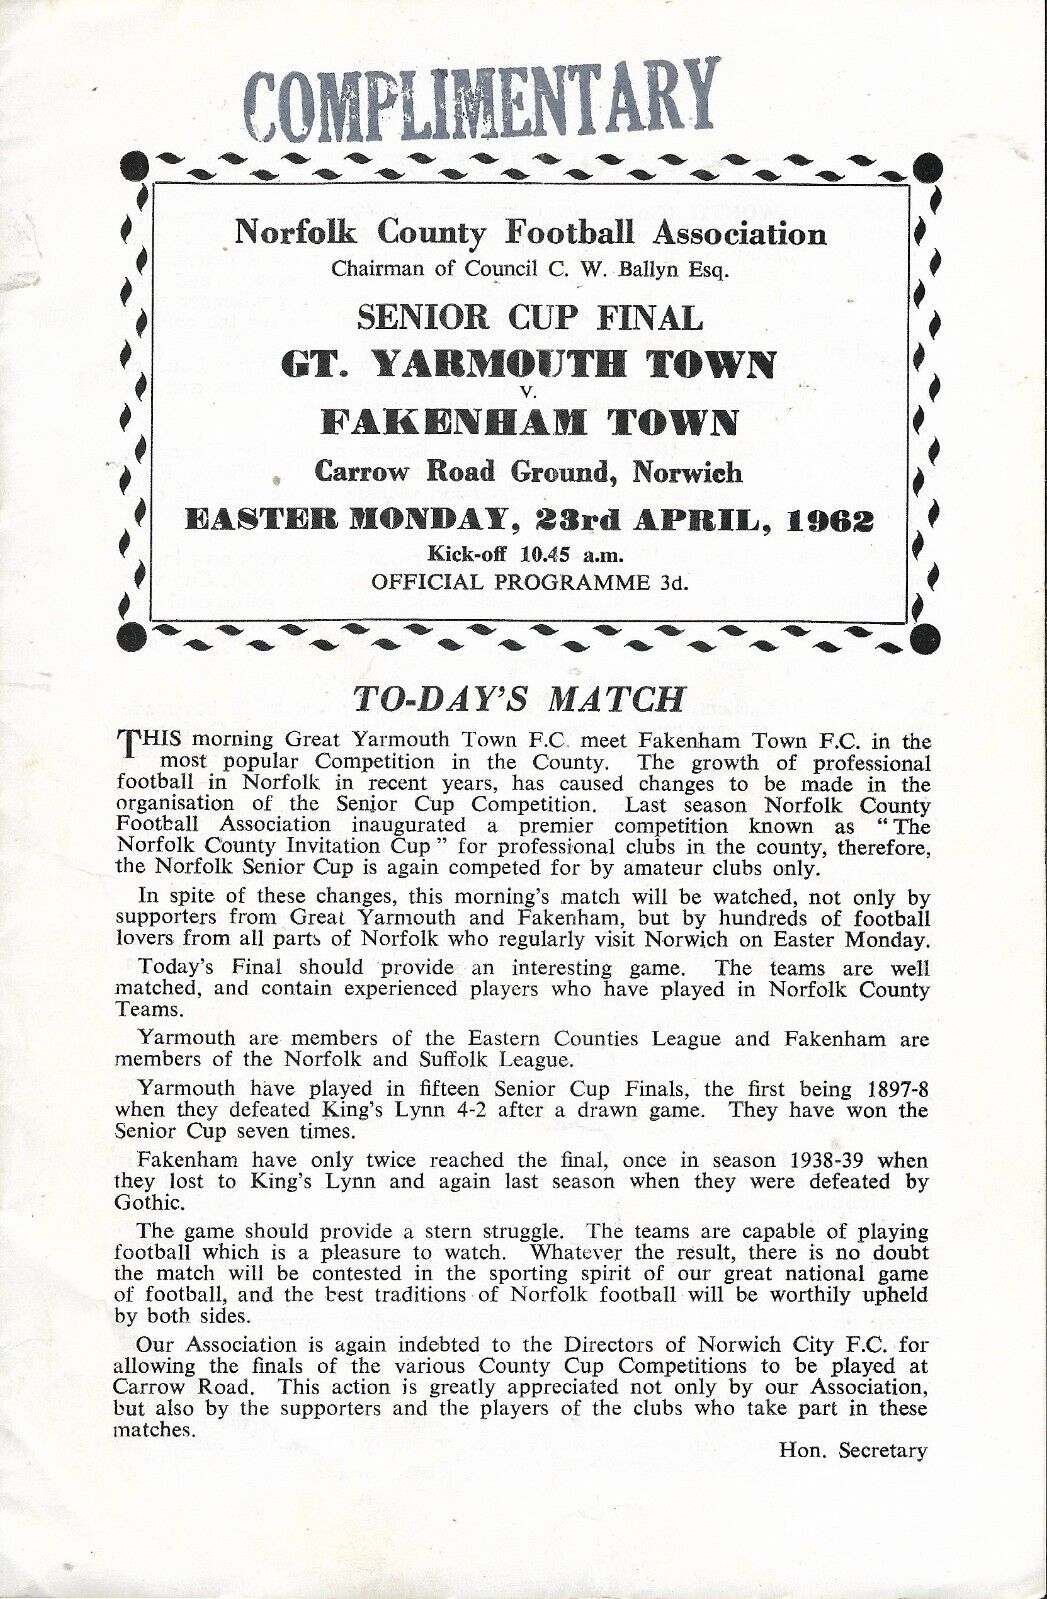 COMPLIMENTARY
Norfolk County Football Association
Chairman of Council C. W. Ballyn Esq.
SENIOR CUP FINAL
GT. YARMOUTH TOWN
v.
FAKENHAM TOWN
Carrow Road Ground, Norwich
EASTER MONDAY, 23rd APRIL, 1962
Kick-off 10.45 a.m.
OFFICIAL PROGRAMME 3d.
TO-DAY'S MATCH
THIS morning Great Yarmouth Town F.C. meet Fakenham Town F.C. in the
most popular Competition in the County. The growth of professional
football in Norfolk in recent years, has caused changes to be made in the
organisation of the Senior Cup Competition. Last season Norfolk County
Football Association inaugurated a premier competition known as "The
Norfolk County Invitation Cup" for professional clubs in the county, therefore,
the Norfolk Senior Cup is again competed for by amateur clubs only.
In spite of these changes, this morning's match will be watched, not only by
supporters from Great Yarmouth and Fakenham, but by hundreds of football
lovers from all parts of Norfolk who regularly visit Norwich on Easter Monday.
Today's Final should provide an interesting game. The teams are well
matched, and contain experienced players who have played in Norfolk County
Teams.
Yarmouth are members of the Eastern Counties League and Fakenham are
members of the Norfolk and Suffolk League.
Yarmouth have played in fifteen Senior Cup Finals, the first being 1897-8
when they defeated King's Lynn 4-2 after a drawn game. They have won the
Senior Cup seven times.
Fakenham have only twice reached the final, once in season 1938-39 when
they lost to King's Lynn and again last season when they were defeated by
Gothic.
The game should provide a stern struggle. The teams are capable of playing
football which is a pleasure to watch. Whatever the result, there is no doubt
the match will be contested in the sporting spirit of our great national game
of football, and the best traditions of Norfolk football will be worthily upheld
by both sides.
Our Association is again indebted to the Directors of Norwich City F.C. for
allowing the finals of the various County Cup Competitions to be played at
Carrow Road. This action is greatly appreciated not only by our Association,
but also by the supporters and the players of the clubs who take part in these
matches.
Hon. Secretary